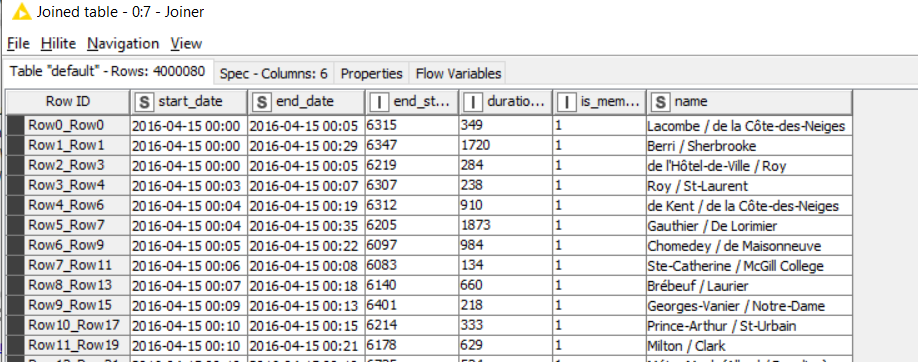 Joined table - 0:7 - Joiner
File Hilite Navigation View
Table "default" - Rows: 4000080 Spec - Columns: 6 Properties Flow Variables
Row ID S start_date S end_date I end_st... I duratio... I is_mem... S name
Row0_Row0 2016-04-15 00:00 2016-04-15 00:05 6315 349 1 Lacombe / de la Côte-des-Neiges
Row1_Row1 2016-04-15 00:00 2016-04-15 00:29 6347 1720 1 Berri / Sherbrooke
Row2_Row3 2016-04-15 00:00 2016-04-15 00:05 6219 284 1 de l'Hôtel-de-Ville / Roy
Row3_Row4 2016-04-15 00:03 2016-04-15 00:07 6307 238 1 Roy / St-Laurent
Row4_Row6 2016-04-15 00:04 2016-04-15 00:19 6312 910 1 de Kent / de la Côte-des-Neiges
Row5_Row7 2016-04-15 00:04 2016-04-15 00:35 6205 1873 1 Gauthier / De Lorimier
Row6_Row9 2016-04-15 00:05 2016-04-15 00:22 6097 984 1 Chomedey / de Maisonneuve
Row7_Row11 2016-04-15 00:06 2016-04-15 00:08 6083 134 1 Ste-Catherine / McGill College
Row8_Row13 2016-04-15 00:07 2016-04-15 00:18 6140 660 1 Brébeuf / Laurier
Row9_Row15 2016-04-15 00:09 2016-04-15 00:13 6401 218 1 Georges-Vanier / Notre-Dame
Row10_Row17 2016-04-15 00:10 2016-04-15 00:15 6214 333 1 Prince-Arthur / St-Urbain
Row11_Row19 2016-04-15 00:10 2016-04-15 00:21 6178 629 1 Milton / Clark